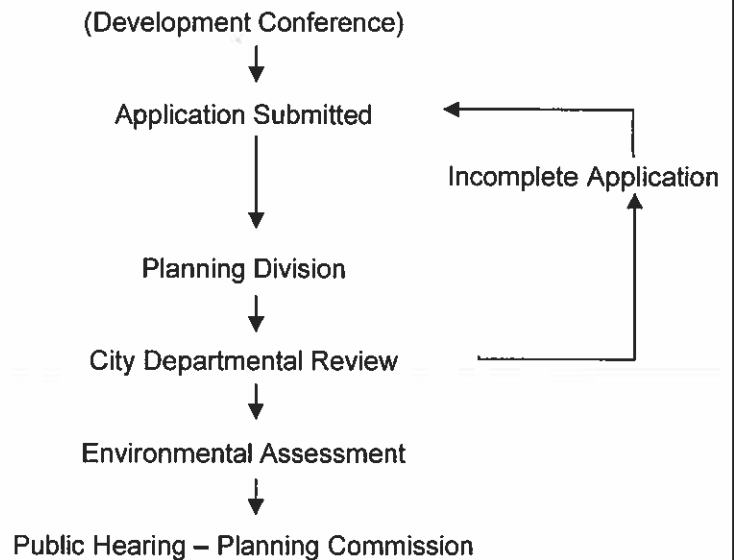 (Development Conference)
Application Submitted
Incomplete Application
Planning Division
City Departmental Review
Environmental Assessment
Public Hearing – Planning Commission